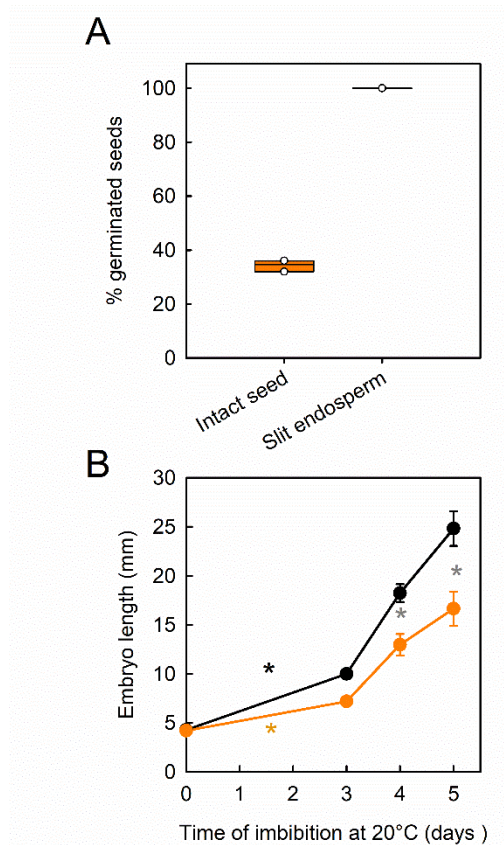 A
% germinated seeds
100
80
60
40
20
0
Intact seed
Slit endosperm
B
Embryo length (mm)
30
25
20
15
10
5
0
*
*
*
*
0 1 2 3 4 5
Time of imbibition at 20°C (days )